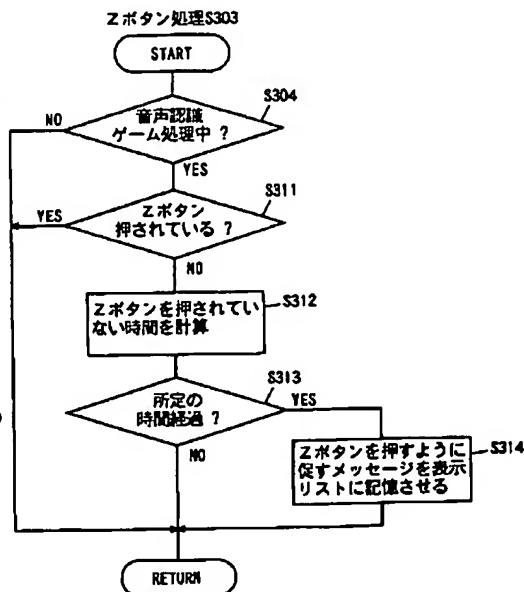 Zボタン処理S303
START
S304
NO
音声認識
ゲーム処理中 ?
YES
S311
YES
Zボタン
押されている ?
NO
Zボタンを押されてい
ない時間を計算
S312
S313
所定の
時間経過 ?
YES
NO
Zボタンを押すように
促すメッセージを表示
リストに記憶させる
S314
RETURN